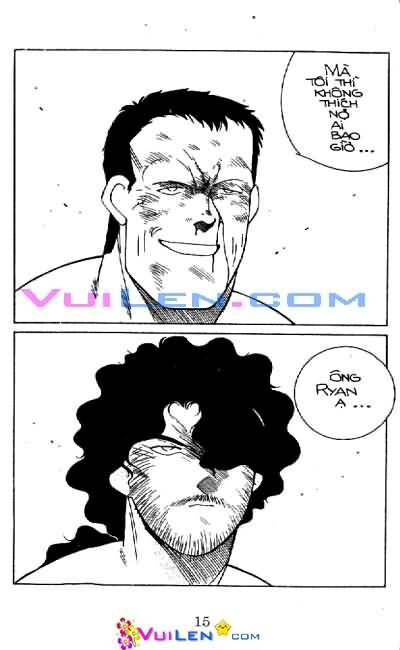 MÀ
TÔI THÌ
KHÔNG
THÍCH
NỢ
AI
BAO
GIỜ...
VUILEN.COM
ÔNG
RYAN
Ạ...
15
VUILEN.COM